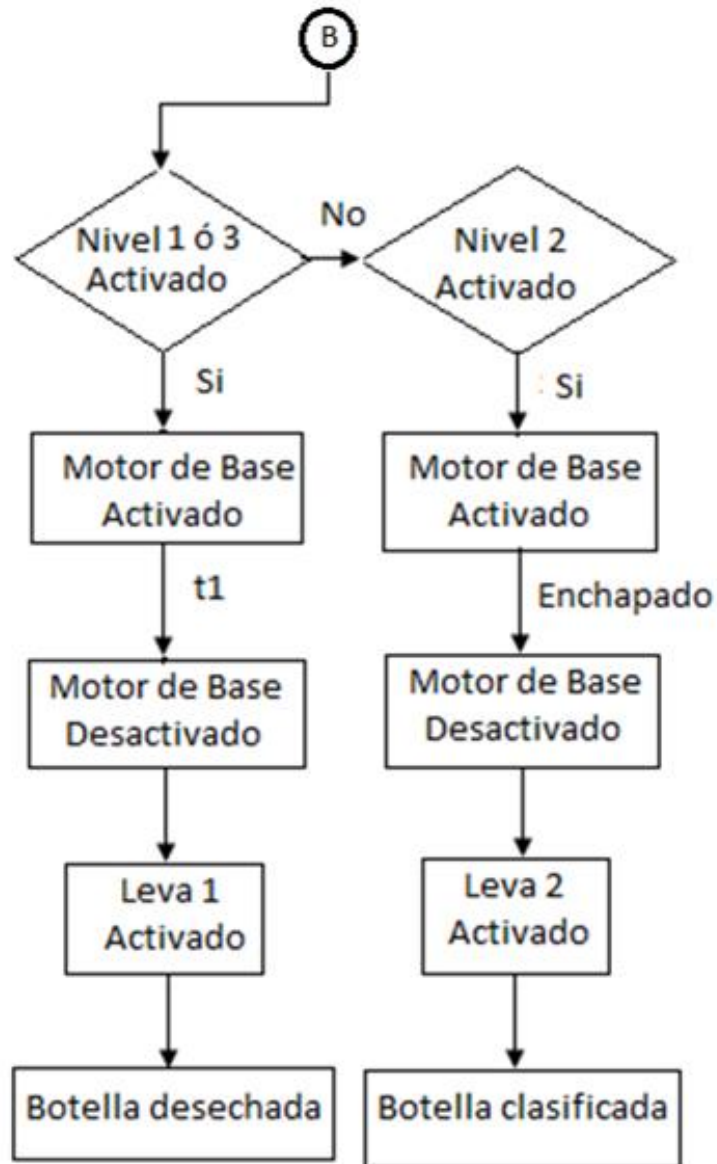 B
Nivel 1 ó 3
Activado
No
Nivel 2
Activado
Si
Si
Motor de Base
Activado
Motor de Base
Activado
t1
Enchapado
Motor de Base
Desactivado
Motor de Base
Desactivado
Leva 1
Activado
Leva 2
Activado
Botella desechada
Botella clasificada